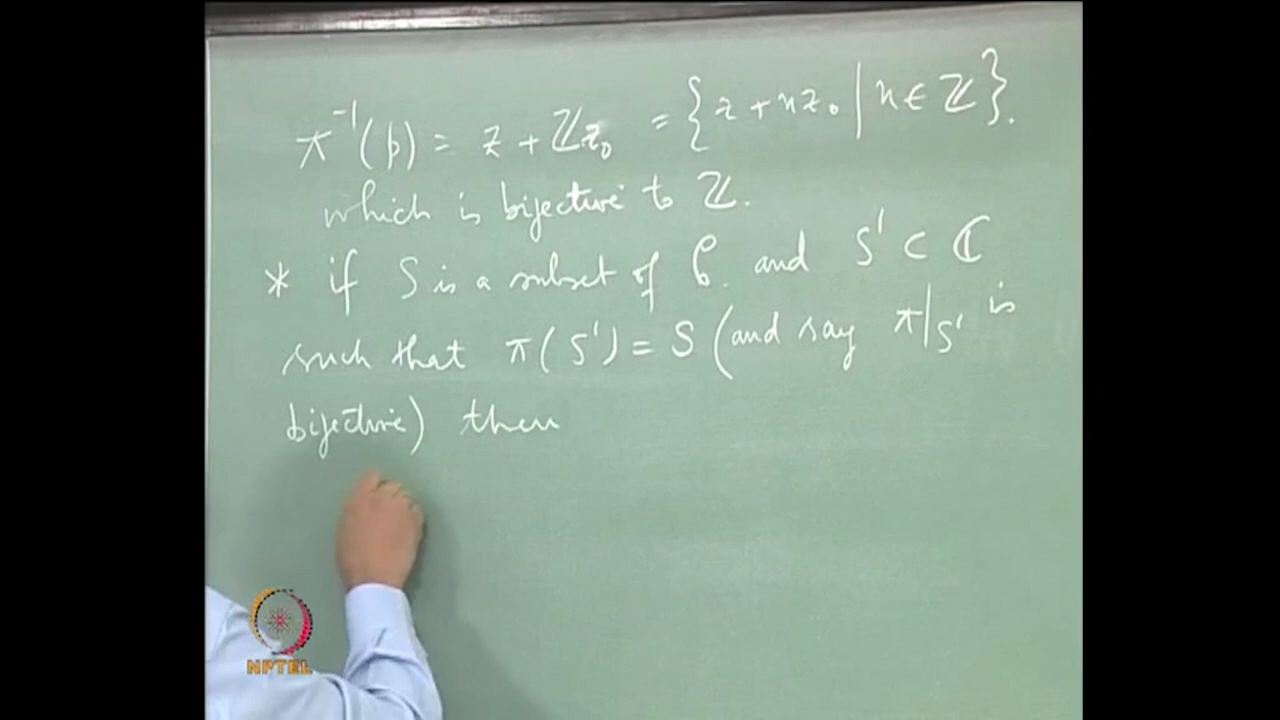 π⁻¹(p) = z + ℤz₀ = {z + nz₀ | n ∈ ℤ}.
which is bijective to ℤ.
* if S is a subset of 𝒞 and S' ⊂ ℂ
such that π(S') = S (and say π|S' is
bijective) then
NPTEL